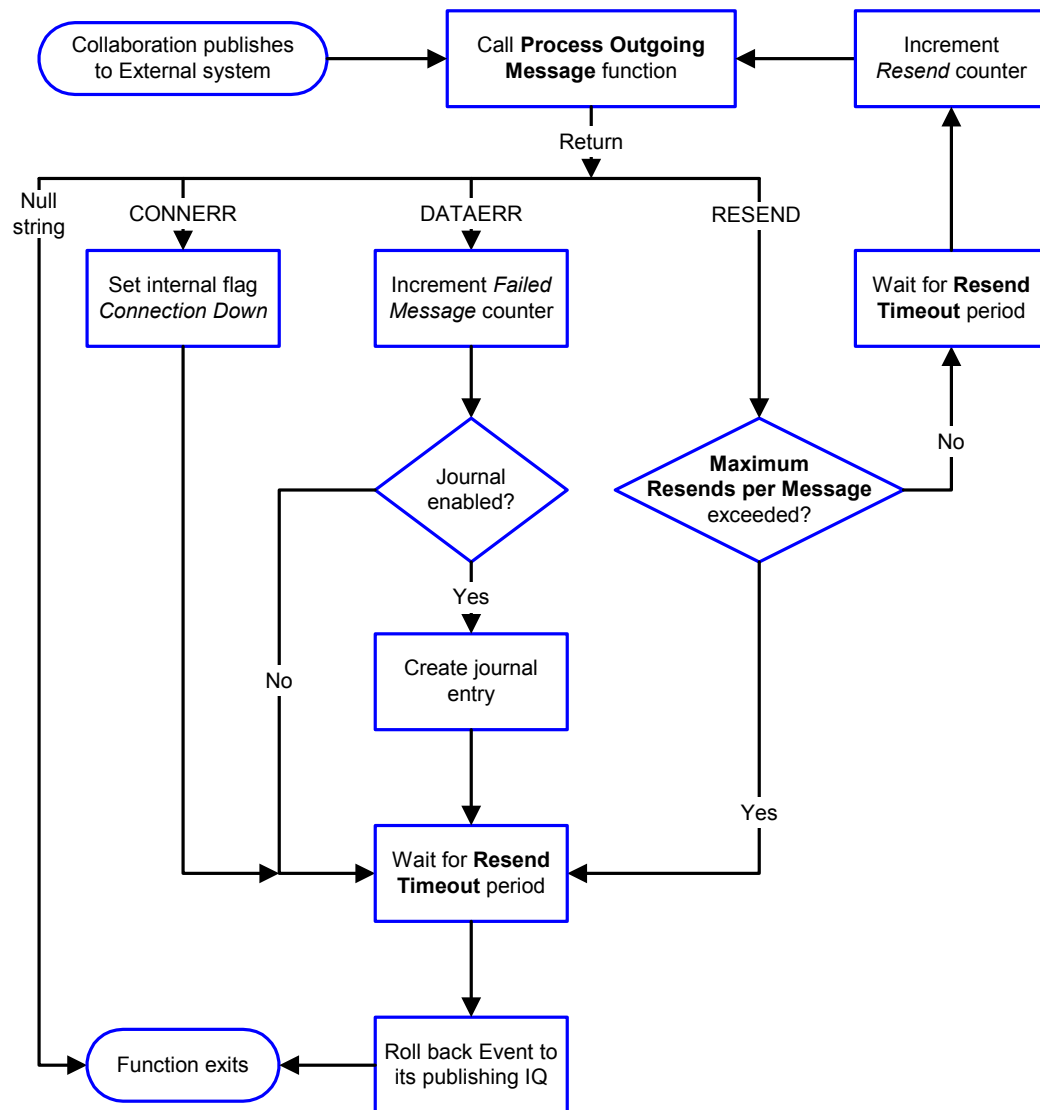 Collaboration publishes
to External system
Call Process Outgoing
Message function
Increment
Resend counter
Return
Null
string
CONNERR
DATAERR
RESEND
Set internal flag
Connection Down
Increment Failed
Message counter
Wait for Resend
Timeout period
Journal
enabled?
Maximum
Resends per Message
exceeded?
No
Yes
No
Create journal
entry
Yes
Wait for Resend
Timeout period
Function exits
Roll back Event to
its publishing IQ